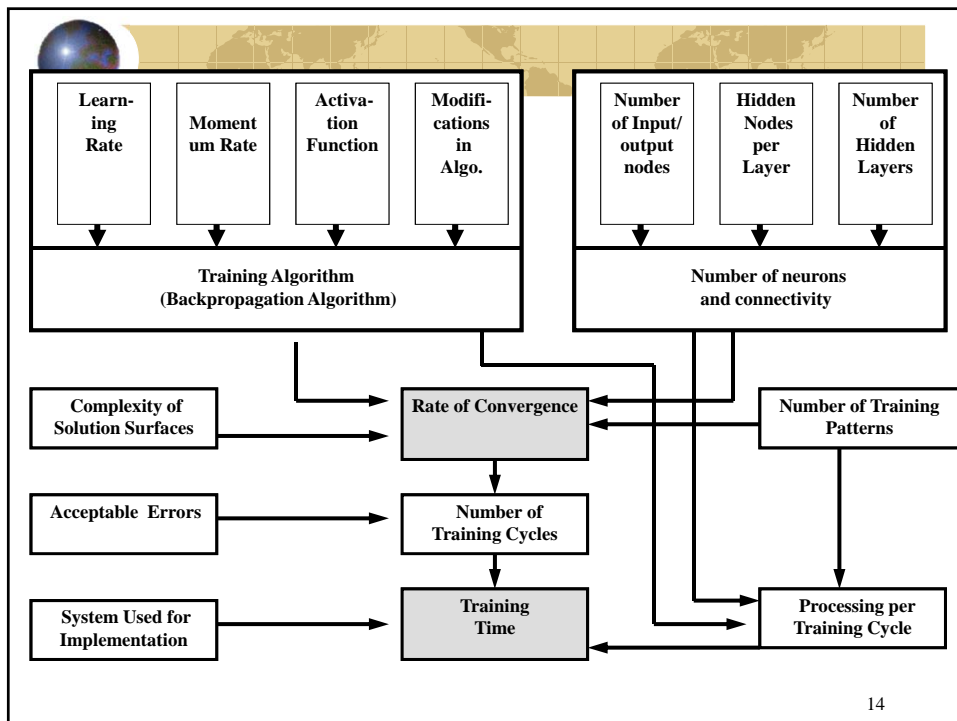 Learn-
ing
Rate
Moment
um Rate
Activa-
tion
Function
Modifi-
cations
in
Algo.
Number
of Input/
output
nodes
Hidden
Nodes
per
Layer
Number
of
Hidden
Layers
Training Algorithm
(Backpropagation Algorithm)
Number of neurons
and connectivity
Complexity of
Solution Surfaces
Rate of Convergence
Number of Training
Patterns
Acceptable Errors
Number of
Training Cycles
System Used for
Implementation
Training
Time
Processing per
Training Cycle
14